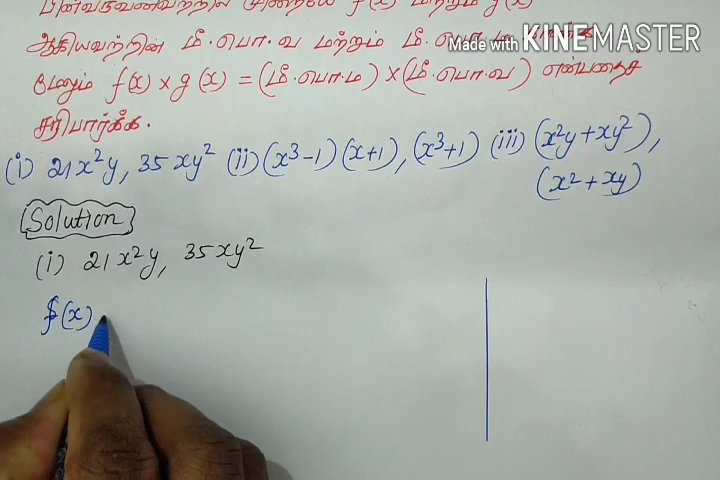 f(x) மற்றும் g(x)
ஆகியவற்றின் மீ.பொ.வ மற்றும் மீ.பொ.ம
Made with KINEMASTER
மேலும் f(x) × g(x) = (மீ.பொ.ம) × (மீ.பொ.வ) என்பதை
சரிபார்க்க.
(i) 21x²y, 35xy² (ii) (x³-1)(x+1), (x³+1) (iii) (x²y+xy²),
(x²+xy)
Solution
(i) 21x²y, 35xy²
f(x)